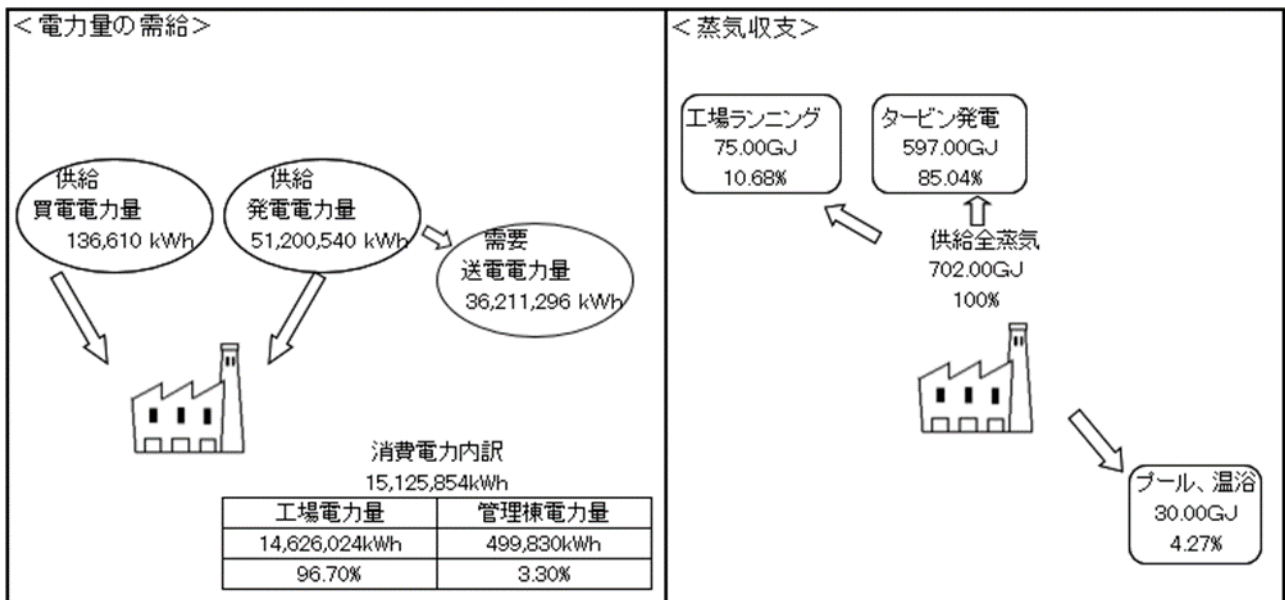 <電力量の需給>
供給
買電電力量
136,610 kWh
供給
発電電力量
51,200,540 kWh
需要
送電電力量
36,211,296 kWh
消費電力内訳
15,125,854kWh
工場電力量 管理棟電力量
14,626,024kWh 499,830kWh
96.70% 3.30%
<蒸気収支>
工場ランニング
75.00GJ
10.68%
タービン発電
597.00GJ
85.04%
供給全蒸気
702.00GJ
100%
プール、温浴
30.00GJ
4.27%